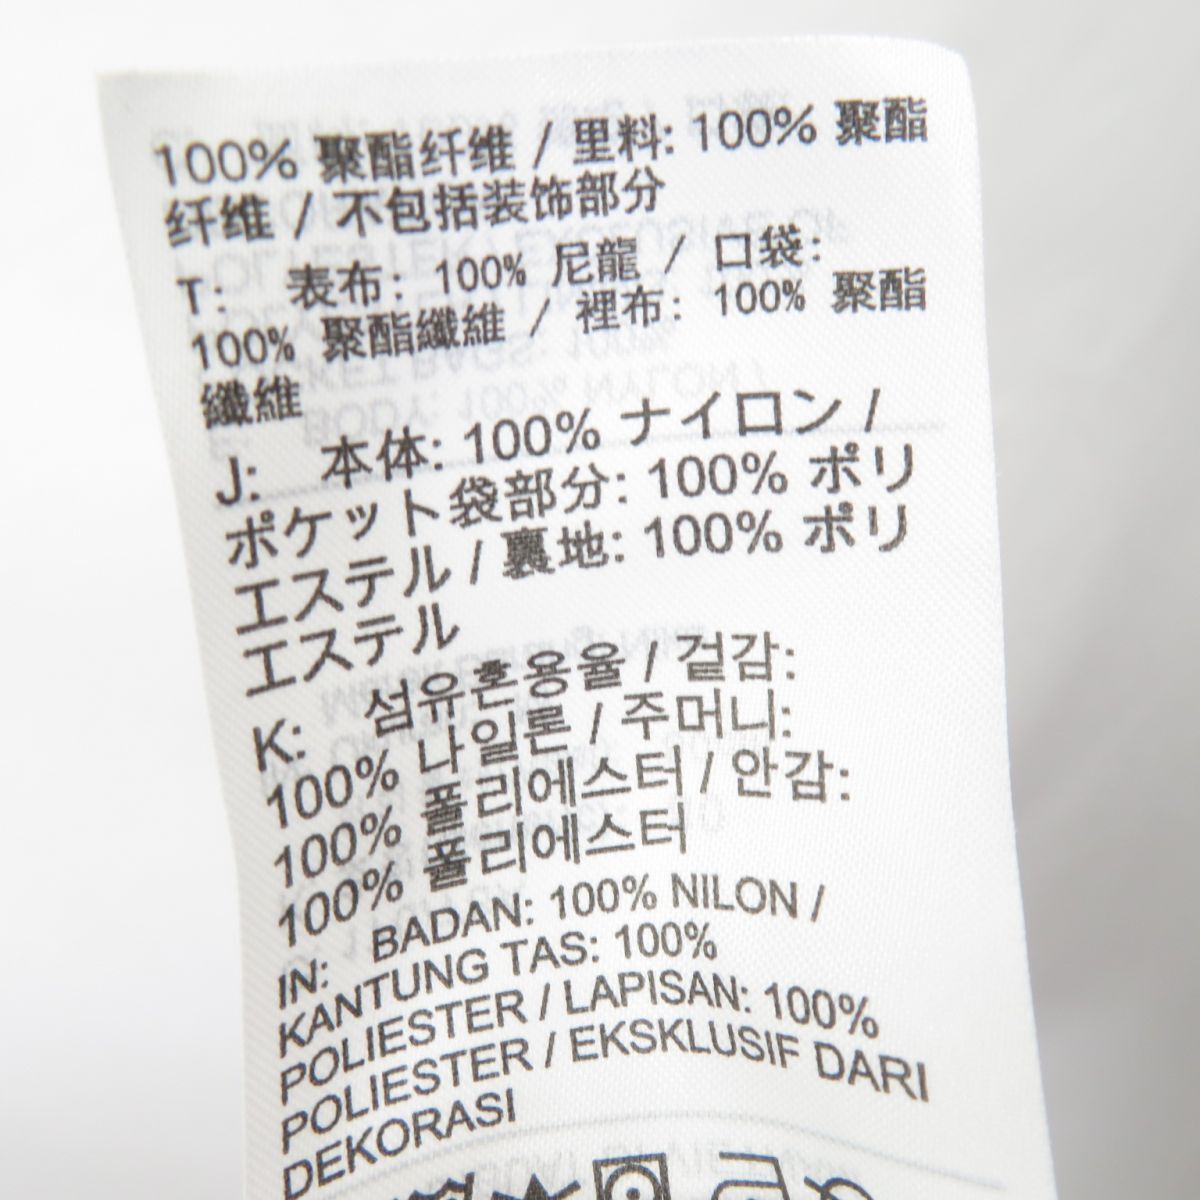 100% 聚酯纤维 / 里料: 100% 聚酯
纤维 / 不包括装饰部分
T: 表布: 100% 尼龍 / 口袋:
100% 聚酯纖維 / 裡布: 100% 聚酯
纖維
J: 本体: 100% ナイロン /
ポケット袋部分: 100% ポリ
エステル / 裏地: 100% ポリ
エステル
K: 섬유혼용율 / 겉감:
100% 나일론 / 주머니:
100% 폴리에스터 / 안감:
100% 폴리에스터
IN: BADAN: 100% NILON /
KANTUNG TAS: 100%
POLIESTER / LAPISAN: 100%
POLIESTER / EKSKLUSIF DARI
DEKORASI